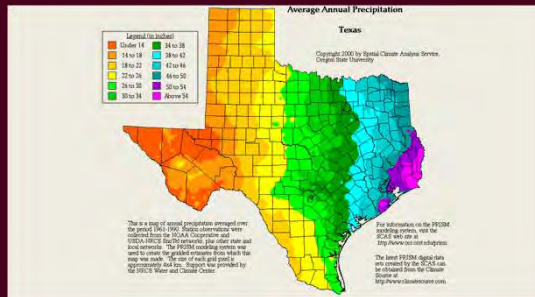 Average Annual Precipitation
Texas
Legend (in inches)
Under 14
14 to 18
18 to 22
22 to 26
26 to 30
30 to 34
34 to 38
38 to 42
42 to 46
46 to 50
50 to 54
Above 54
Copyright 2000 by Spatial Climate Analysis Service,
Oregon State University
This is a map of annual precipitation averaged over
the period 1961-1990. Station observations were
collected from the NOAA Cooperative and
USDA-NRCS SnoTel networks, plus other state and
local networks. The PRISM modeling system was
used to create the gridded estimates from which this
map was made. The size of each grid pixel is
approximately 4x4 km. Support was provided by
the NRCS Water and Climate Center.
For information on the PRISM
modeling system, visit the
SCAS web site at
The latest PRISM digital data
sets created by the SCAS can
be obtained from the Climate
Source at
http://www.climatesource.com